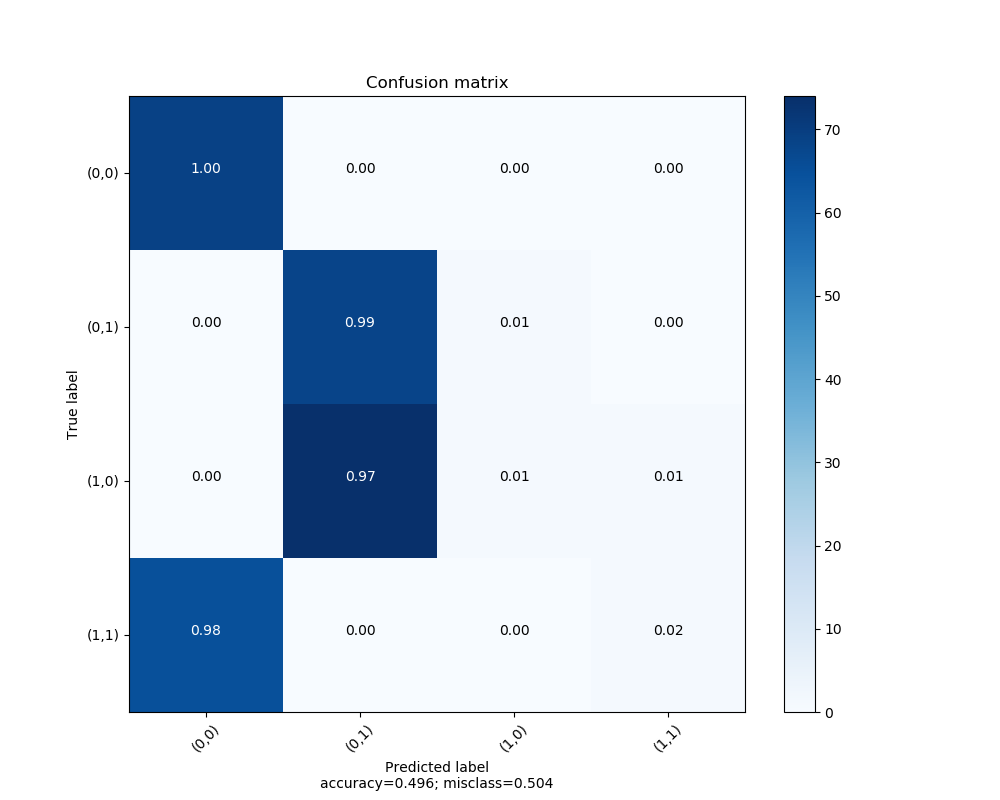 Confusion matrix
True label
(0,0) 1.00 0.00 0.00 0.00
(0,1) 0.00 0.99 0.01 0.00
(1,0) 0.00 0.97 0.01 0.01
(1,1) 0.98 0.00 0.00 0.02
(0,0) (0,1) (1,0) (1,1)
Predicted label
accuracy=0.496; misclass=0.504
70
60
50
40
30
20
10
0